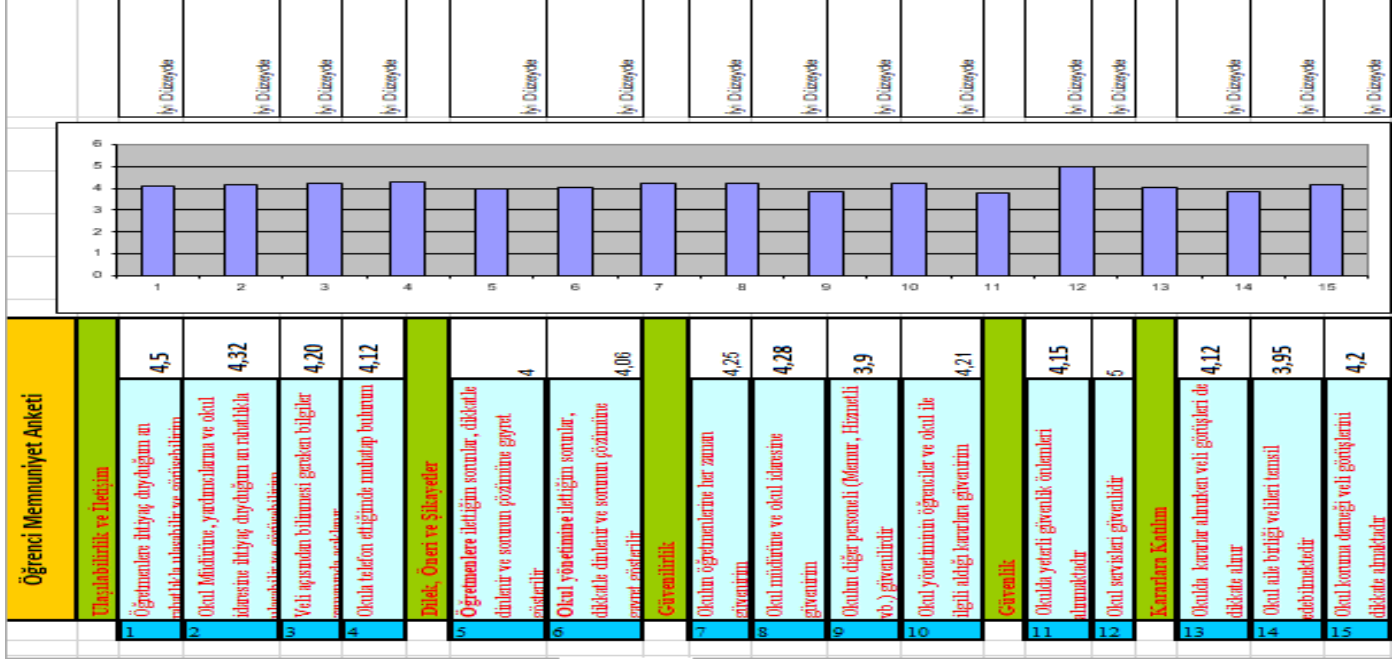 Öğrenci Memnuniyet Anketi
Ulaşılabilirlik ve İletişim
1 Öğretmenlere ihtiyaç duyduğum an
rahatlıkla ulaşabilir ve görüşebilirim
4,5 İyi Düzeyde
2 Okul Müdürüne, yardımcılarına ve okul
idaresine ihtiyaç duyduğum an rahatlıkla
ulaşabilir ve görüşebilirim
4,32 İyi Düzeyde
3 Veli açısından bilinmesi gereken bilgiler
4,20 İyi Düzeyde
4 Okula telefon ettiğimde muhatap bulurum
4,12 İyi Düzeyde
Dilek, Öneri ve Şikayetler
5 Öğretmenlere ilettiğim sorunlar, dikkatle
dinlenir ve sorunun çözümüne gayret
gösterilir
4 İyi Düzeyde
6 Okul yönetimine ilettiğim sorunlar,
dikkatle dinlenir ve sorunun çözümüne
gayret gösterilir
4,06 İyi Düzeyde
Güvenilirlik
7 Okulun öğretmenlerine her zaman
güvenirim
4,25 İyi Düzeyde
8 Okul müdürüne ve okul idaresine
güvenirim
4,28 İyi Düzeyde
9 Okulun diğer personeli (Memur, Hizmetli
vb.) güvenilirdir
3,9 İyi Düzeyde
10 Okul yönetiminin öğrenciler ve okul ile
ilgili aldığı kararlara güvenirim
4,21 İyi Düzeyde
Güvenlik
11 Okulda yeterli güvenlik önlemleri
alınmaktadır
4,15 İyi Düzeyde
12 Okul servisleri güvenlidir
5 İyi Düzeyde
Kararlara Katılım
13 Okulda kararlar alınırken veli görüşleri de
dikkate alınır
4,12 İyi Düzeyde
14 Okul aile birliği velileri temsil
edebilmektedir
3,95 İyi Düzeyde
15 Okul koruma derneği veli görüşlerini
dikkate almaktadır
4,2 İyi Düzeyde
6
5
4
3
2
1
0
1 2 3 4 5 6 7 8 9 10 11 12 13 14 15